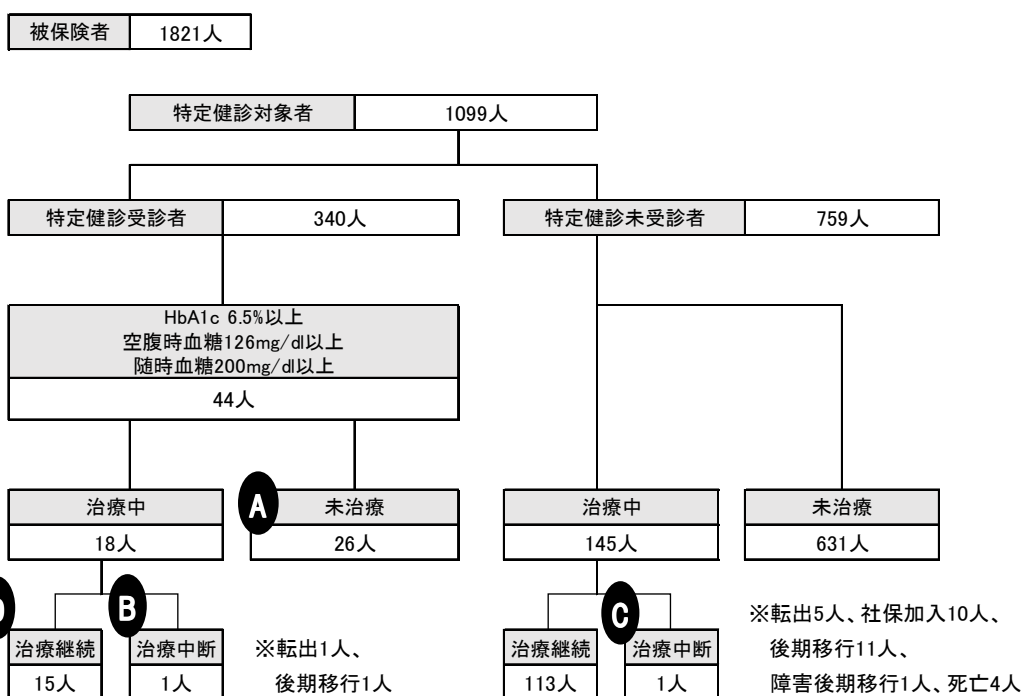 被保険者 1821人
特定健診対象者 1099人
特定健診受診者 340人 特定健診未受診者 759人
HbA1c 6.5%以上
空腹時血糖126mg/dl以上
随時血糖200mg/dl以上
44人
治療中 A 未治療 治療中 未治療
18人 26人 145人 631人
B C ※転出5人、社保加入10人、
治療継続 治療中断 ※転出1人、 治療継続 治療中断 後期移行11人、
15人 1人 後期移行1人 113人 1人 障害後期移行1人、死亡4人